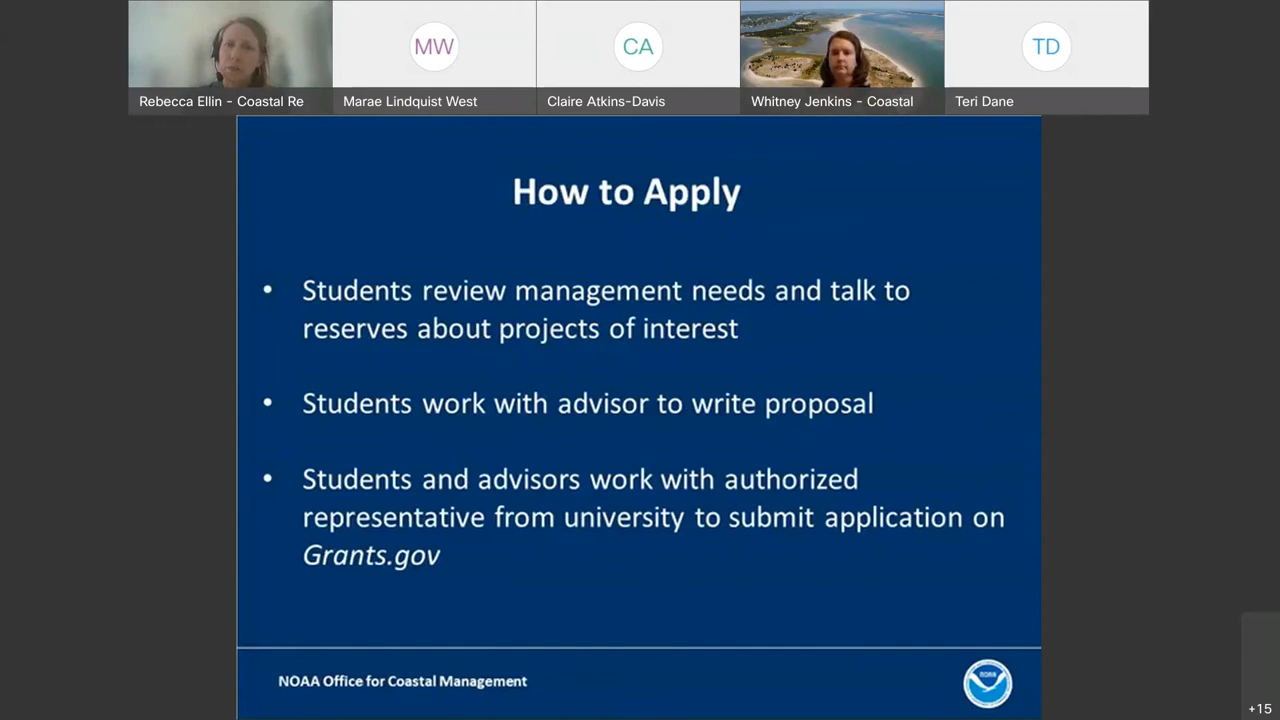 MW
CA
TD
Rebecca Ellin - Coastal Re
Marae Lindquist West
Claire Atkins-Davis
Whitney Jenkins - Coastal
Teri Dane
How to Apply
• Students review management needs and talk to
reserves about projects of interest
• Students work with advisor to write proposal
• Students and advisors work with authorized
representative from university to submit application on
Grants.gov
NOAA Office for Coastal Management
NOAA
+15